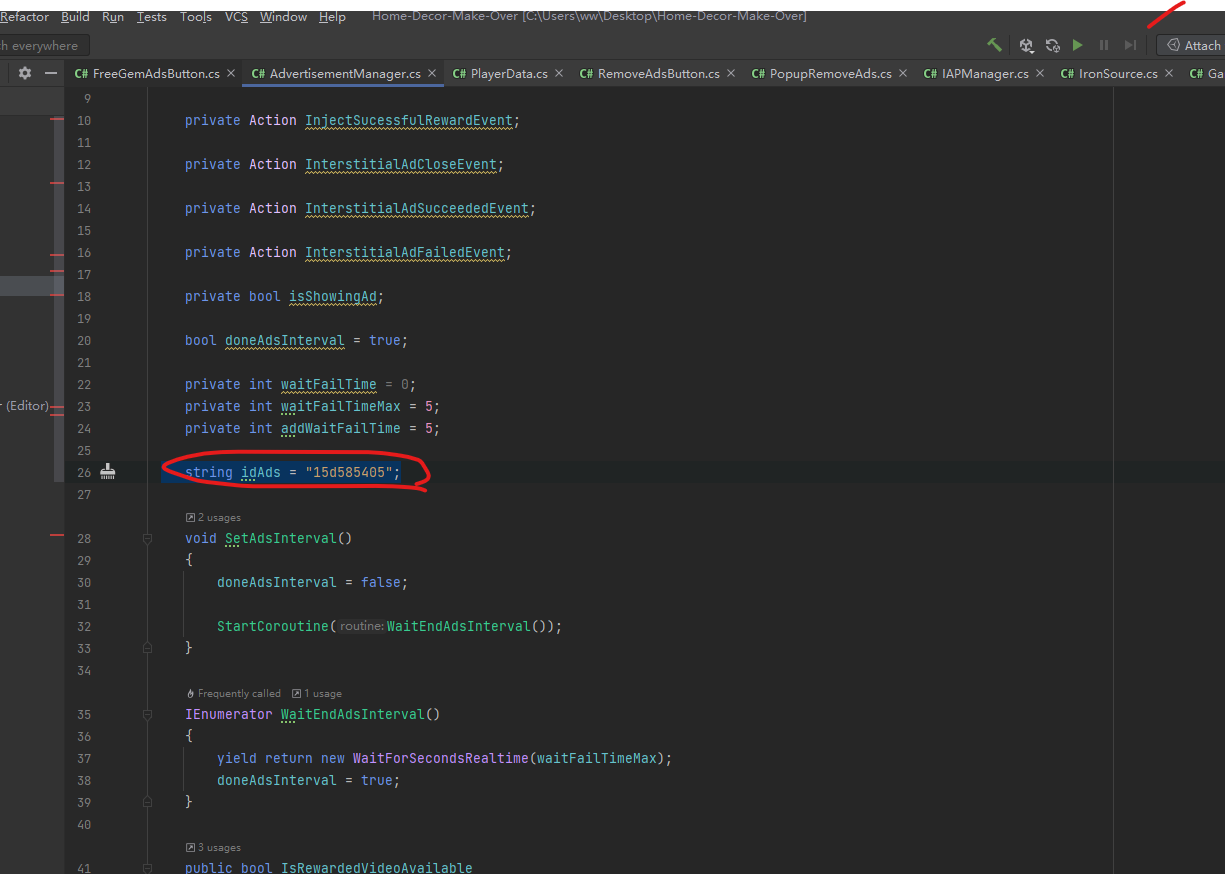 Refactor Build Run Tests Tools VCS Window Help Home-Decor-Make-Over [C:\Users\ww\Desktop\Home-Decor-Make-Over]
ch everywhere Attach
C# FreeGemAdsButton.cs × C# AdvertisementManager.cs × C# PlayerData.cs × C# RemoveAdsButton.cs × C# PopupRemoveAds.cs × C# IAPManager.cs × C# IronSource.cs × C# Ga
9
10 private Action InjectSucessfulRewardEvent;
11
12 private Action InterstitialAdCloseEvent;
13
14 private Action InterstitialAdSucceededEvent;
15
16 private Action InterstitialAdFailedEvent;
17
18 private bool isShowingAd;
19
20 bool doneAdsInterval = true;
21
22 private int waitFailTime = 0;
r (Editor) 23 private int waitFailTimeMax = 5;
24 private int addWaitFailTime = 5;
25
26 string idAds = "15d585405";
27
2 usages
28 void SetAdsInterval()
29 {
30 doneAdsInterval = false;
31
32 StartCoroutine(routine: WaitEndAdsInterval());
33 }
34
Frequently called 1 usage
35 IEnumerator WaitEndAdsInterval()
36 {
37 yield return new WaitForSecondsRealtime(waitFailTimeMax);
38 doneAdsInterval = true;
39 }
40
3 usages
41 public bool IsRewardedVideoAvailable